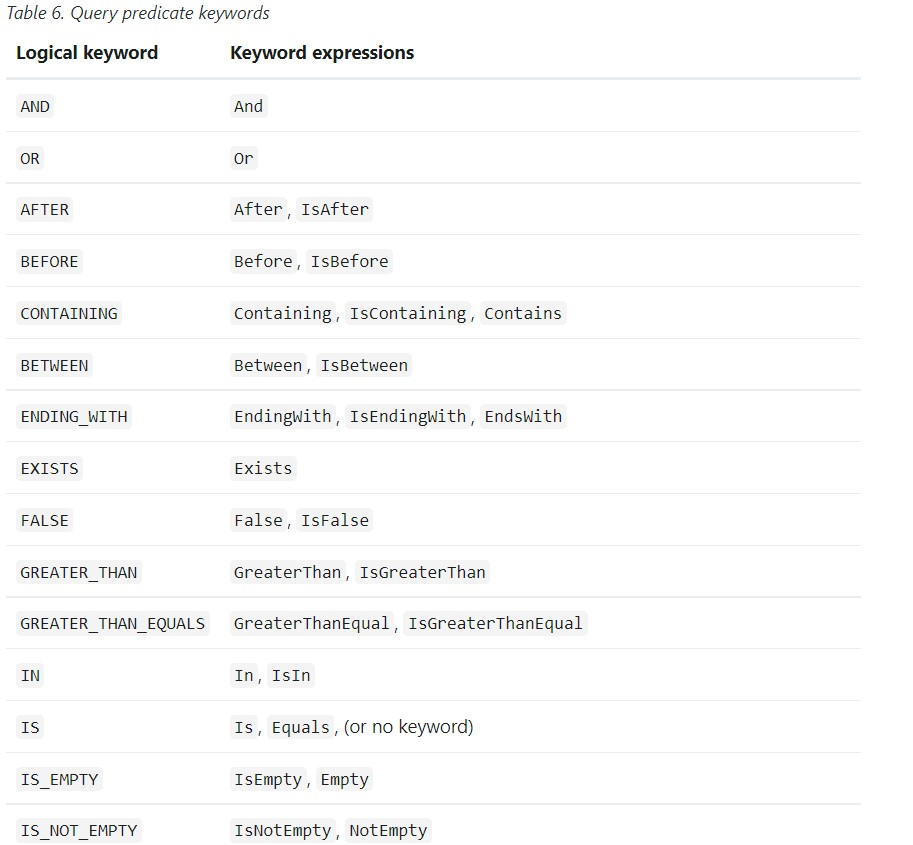 Table 6. Query predicate keywords
Logical keyword Keyword expressions
AND And
OR Or
AFTER After, IsAfter
BEFORE Before, IsBefore
CONTAINING Containing, IsContaining, Contains
BETWEEN Between, IsBetween
ENDING_WITH EndingWith, IsEndingWith, EndsWith
EXISTS Exists
FALSE False, IsFalse
GREATER_THAN GreaterThan, IsGreaterThan
GREATER_THAN_EQUALS GreaterThanEqual, IsGreaterThanEqual
IN In, IsIn
IS Is, Equals, (or no keyword)
IS_EMPTY IsEmpty, Empty
IS_NOT_EMPTY IsNotEmpty, NotEmpty